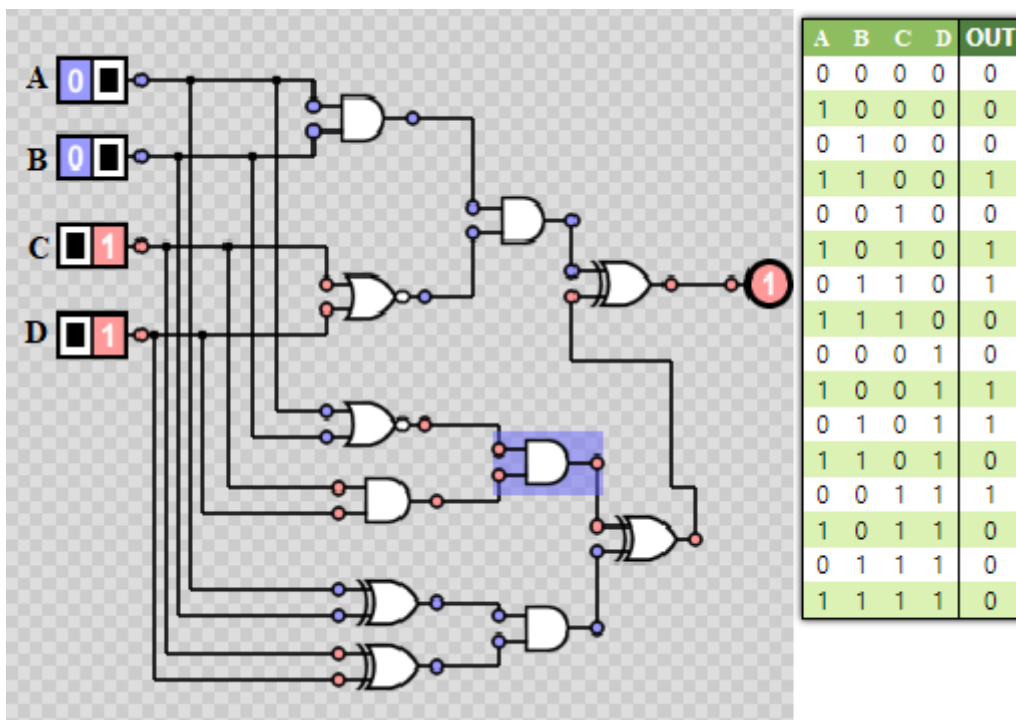 A 0
B 0
C 1
D 1
1
A B C D OUT
0 0 0 0 0
1 0 0 0 0
0 1 0 0 0
1 1 0 0 1
0 0 1 0 0
1 0 1 0 1
0 1 1 0 1
1 1 1 0 0
0 0 0 1 0
1 0 0 1 1
0 1 0 1 1
1 1 0 1 0
0 0 1 1 1
1 0 1 1 0
0 1 1 1 0
1 1 1 1 0